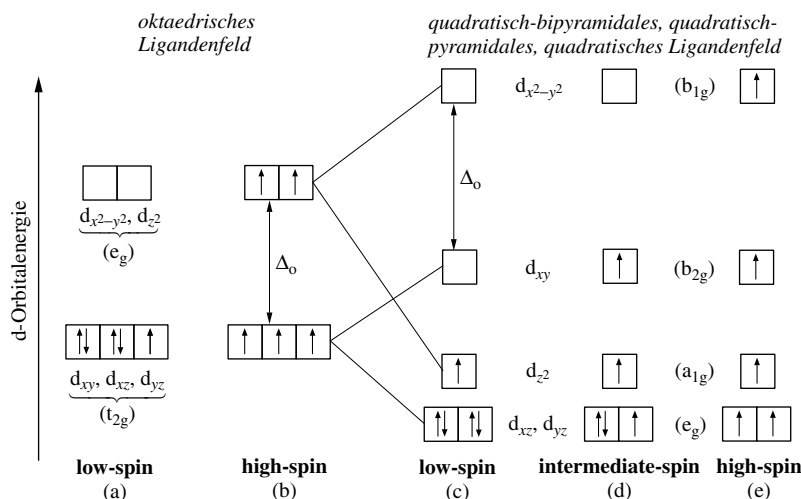 oktaedrisches
Ligandenfeld
quadratisch-bipyramidales, quadratisch-
pyramidales, quadratisches Ligandenfeld
d-Orbitalenergie
dx²–y²
(b1g)
Δo
dx²–y², dz²
(eg)
Δo
dxy
(b2g)
dxy, dxz, dyz
(t2g)
dz²
(a1g)
dxz, dyz
(eg)
low-spin
high-spin
low-spin
intermediate-spin
high-spin
(a)
(b)
(c)
(d)
(e)